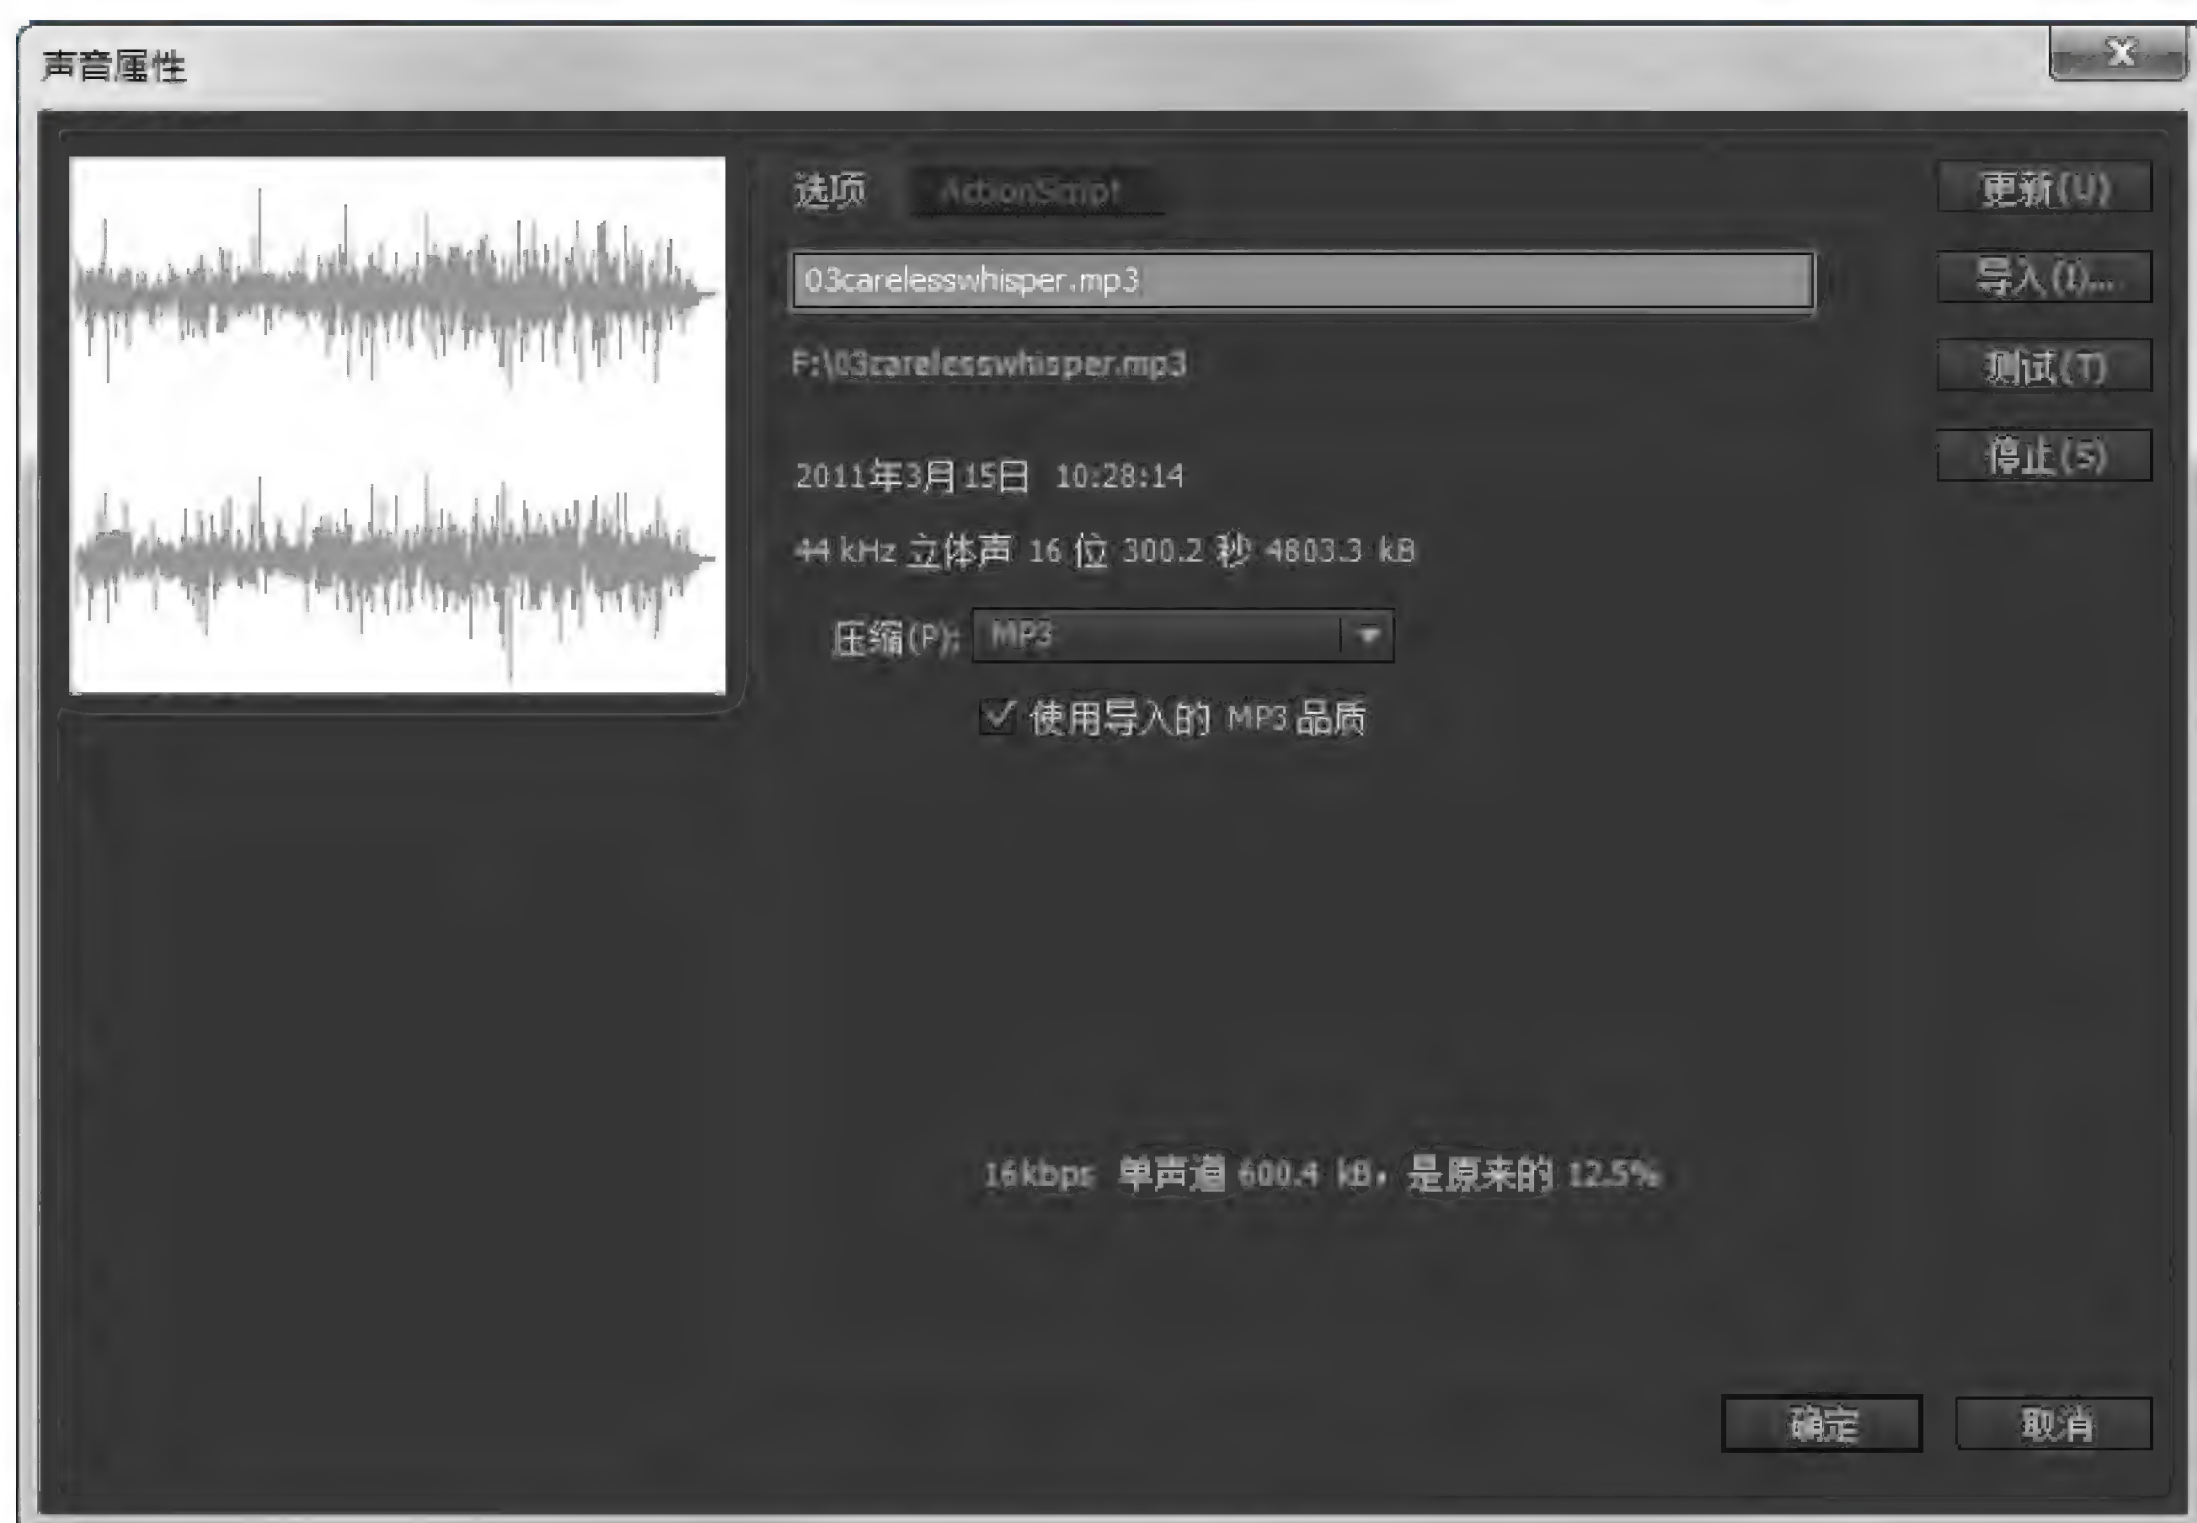 声音属性
选项 ActionScript
更新(U)
03carelesswhisper.mp3
导入(I)...
F:\03carelesswhisper.mp3
测试(T)
停止(S)
2011年3月15日 10:28:14
44 kHz 立体声 16 位 300.2 秒 4803.3 kB
压缩(P): MP3
使用导入的 MP3 品质
16kbps 单声道 600.4 kB，是原来的 12.5%
确定 取消